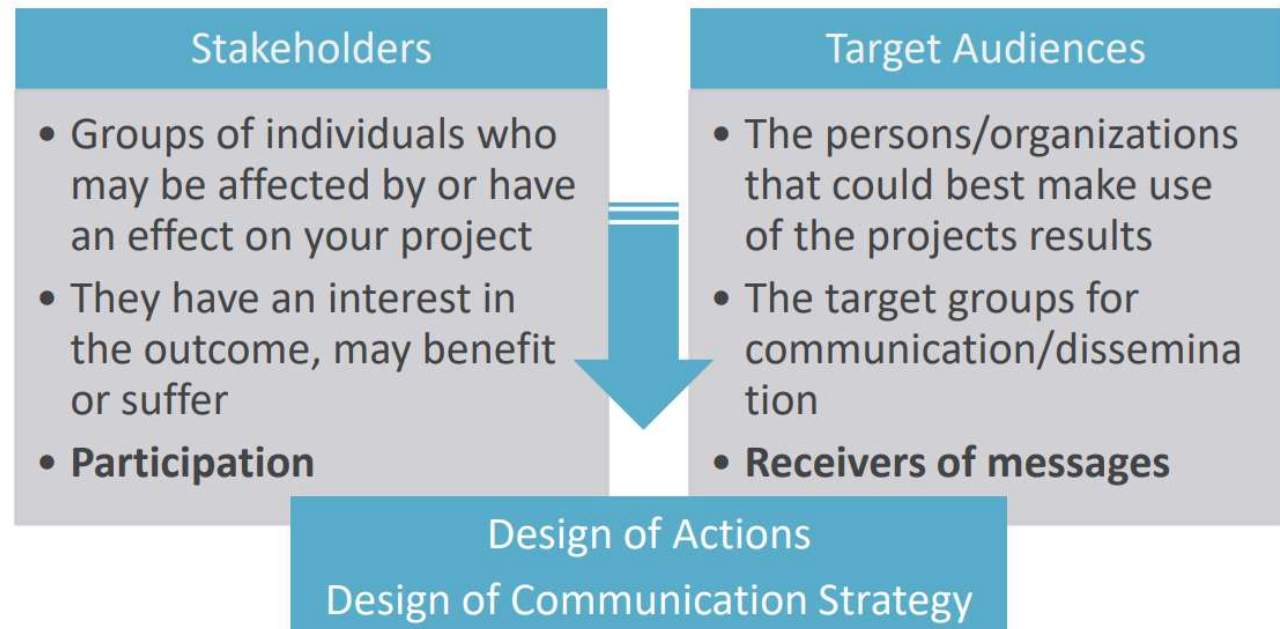 Stakeholders
• Groups of individuals who
may be affected by or have
an effect on your project
• They have an interest in
the outcome, may benefit
or suffer
• Participation
Target Audiences
• The persons/organizations
that could best make use
of the projects results
• The target groups for
communication/dissemina
tion
• Receivers of messages
Design of Actions
Design of Communication Strategy